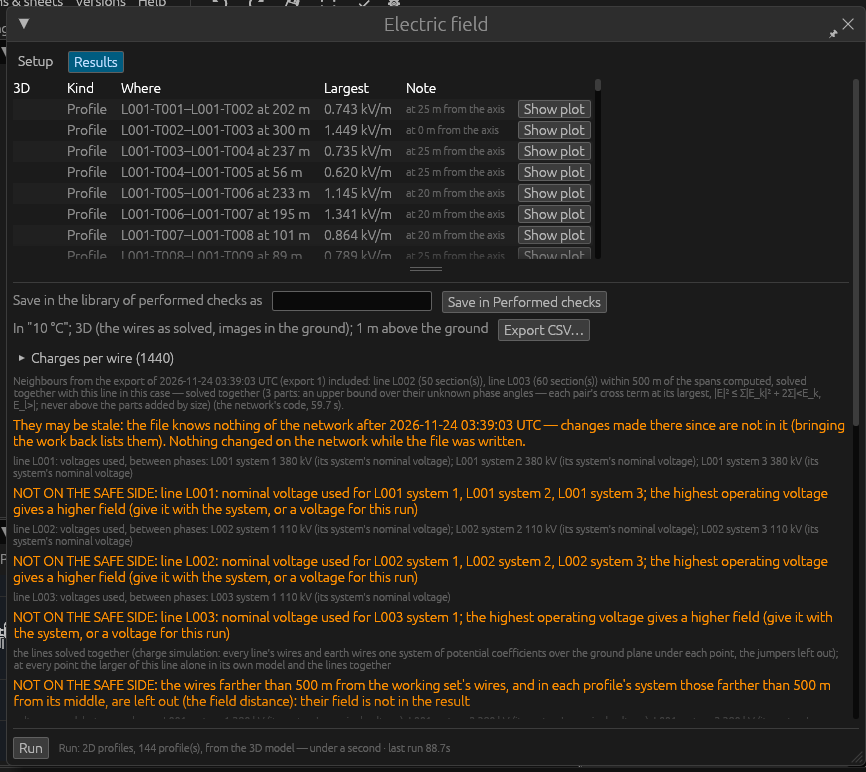 & sheets versions Help
Electric field
Setup Results
3D Kind Where Largest Note
Profile L001-T001–L001-T002 at 202 m 0.743 kV/m at 25 m from the axis Show plot
Profile L001-T002–L001-T003 at 300 m 1.449 kV/m at 0 m from the axis Show plot
Profile L001-T003–L001-T004 at 237 m 0.735 kV/m at 25 m from the axis Show plot
Profile L001-T004–L001-T005 at 56 m 0.620 kV/m at 25 m from the axis Show plot
Profile L001-T005–L001-T006 at 233 m 1.145 kV/m at 20 m from the axis Show plot
Profile L001-T006–L001-T007 at 195 m 1.341 kV/m at 20 m from the axis Show plot
Profile L001-T007–L001-T008 at 101 m 0.864 kV/m at 20 m from the axis Show plot
Profile L001-T008–L001-T009 at 89 m 0.789 kV/m at 25 m from the axis Show plot
Save in the library of performed checks as Save in Performed checks
In "10 °C"; 3D (the wires as solved, images in the ground); 1 m above the ground Export CSV…
▸ Charges per wire (1440)
Neighbours from the export of 2026-11-24 03:39:03 UTC (export 1) included: line L002 (50 section(s)), line L003 (60 section(s)) within 500 m of the spans computed, solved
together with this line in this case — solved together (3 parts: an upper bound over their unknown phase angles — each pair's cross term at its largest, |E|² ≤ Σ|E_k|² + 2Σ|<E_k,
E_l>|; never above the parts added by size) (the network's code, 59.7 s).
They may be stale: the file knows nothing of the network after 2026-11-24 03:39:03 UTC — changes made there since are not in it (bringing
the work back lists them). Nothing changed on the network while the file was written.
line L001: voltages used, between phases: L001 system 1 380 kV (its system's nominal voltage); L001 system 2 380 kV (its system's nominal voltage); L001 system 3 380 kV (its
system's nominal voltage)
NOT ON THE SAFE SIDE: line L001: nominal voltage used for L001 system 1, L001 system 2, L001 system 3; the highest operating voltage
gives a higher field (give it with the system, or a voltage for this run)
line L002: voltages used, between phases: L002 system 1 110 kV (its system's nominal voltage); L002 system 2 110 kV (its system's nominal voltage); L002 system 3 110 kV (its
system's nominal voltage)
NOT ON THE SAFE SIDE: line L002: nominal voltage used for L002 system 1, L002 system 2, L002 system 3; the highest operating voltage
gives a higher field (give it with the system, or a voltage for this run)
line L003: voltages used, between phases: L003 system 1 110 kV (its system's nominal voltage)
NOT ON THE SAFE SIDE: line L003: nominal voltage used for L003 system 1; the highest operating voltage gives a higher field (give it with
the system, or a voltage for this run)
the lines solved together (charge simulation: every line's wires and earth wires one system of potential coefficients over the ground plane under each point, the jumpers left out);
at every point the larger of this line alone in its own model and the lines together
NOT ON THE SAFE SIDE: the wires farther than 500 m from the working set's wires, and in each profile's system those farther than 500 m
from its middle, are left out (the field distance): their field is not in the result
Run Run: 2D profiles, 144 profile(s), from the 3D model — under a second · last run 88.7s